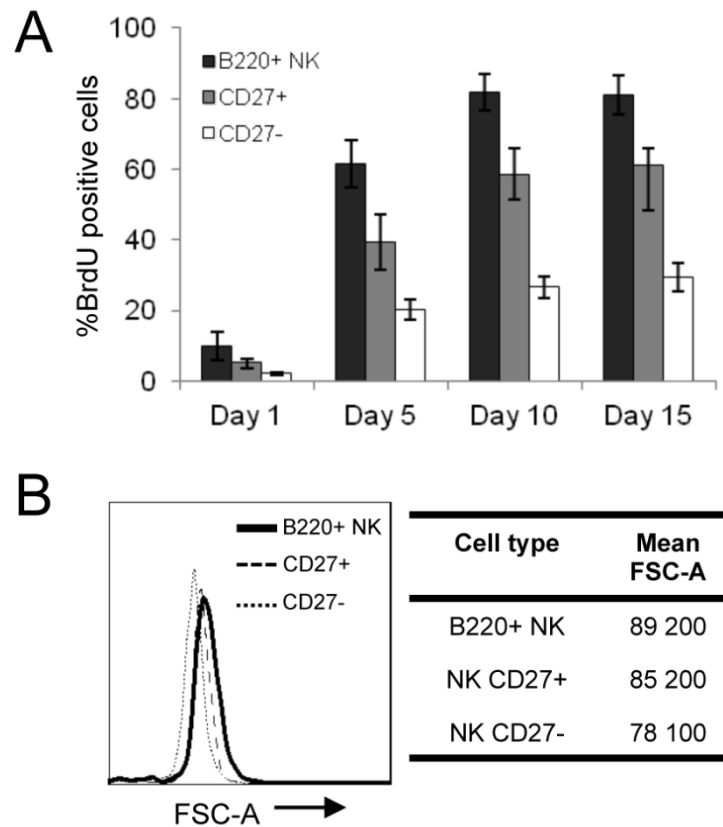 A
100
80
60
40
20
0
%BrdU positive cells
B220+ NK
CD27+
CD27-
Day 1
Day 5
Day 10
Day 15
B
B220+ NK
CD27+
CD27-
FSC-A
Cell type Mean FSC-A
B220+ NK 89 200
NK CD27+ 85 200
NK CD27- 78 100